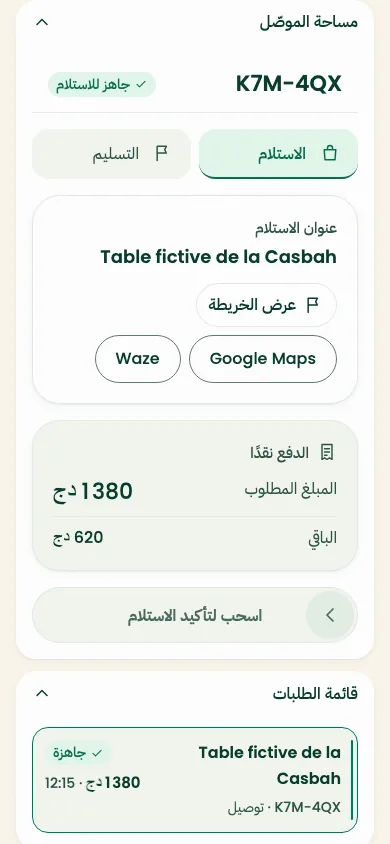 مساحة الموصّل
K7M-4QX
جاهز للاستلام
الاستلام
التسليم
عنوان الاستلام
Table fictive de la Casbah
عرض الخريطة
Google Maps
Waze
الدفع نقدًا
المبلغ المطلوب
1380 دج
الباقي
620 دج
اسحب لتأكيد الاستلام
قائمة الطلبات
Table fictive de la
Casbah
جاهزة
K7M-4QX · توصيل
1380 دج · 12:15